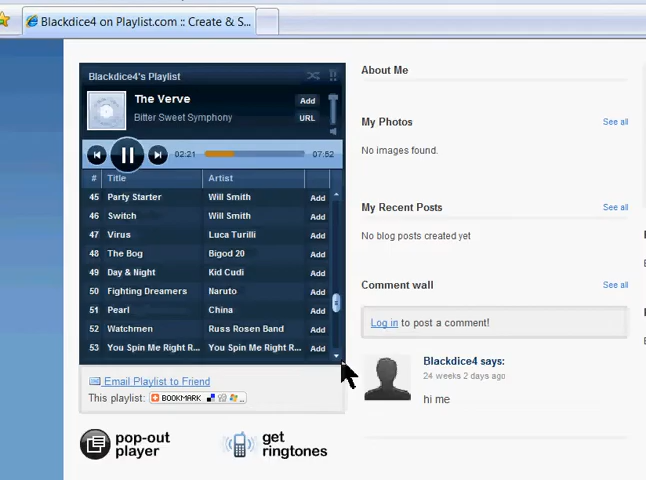 Blackdice4 on Playlist.com :: Create & S...
Blackdice4's Playlist
The Verve
Add
Bitter Sweet Symphony
URL
02:21
07:52
# Title Artist
45 Party Starter Will Smith Add
46 Switch Will Smith Add
47 Virus Luca Turilli Add
48 The Bog Bigod 20 Add
49 Day & Night Kid Cudi Add
50 Fighting Dreamers Naruto Add
51 Pearl China Add
52 Watchmen Russ Rosen Band Add
53 You Spin Me Right R... You Spin Me Right R... Add
Email Playlist to Friend
This playlist: BOOKMARK
pop-out
player
get
ringtones
About Me
My Photos See all
No images found.
My Recent Posts See all
No blog posts created yet
Comment wall See all
Log in to post a comment!
Blackdice4 says:
24 weeks 2 days ago
hi me